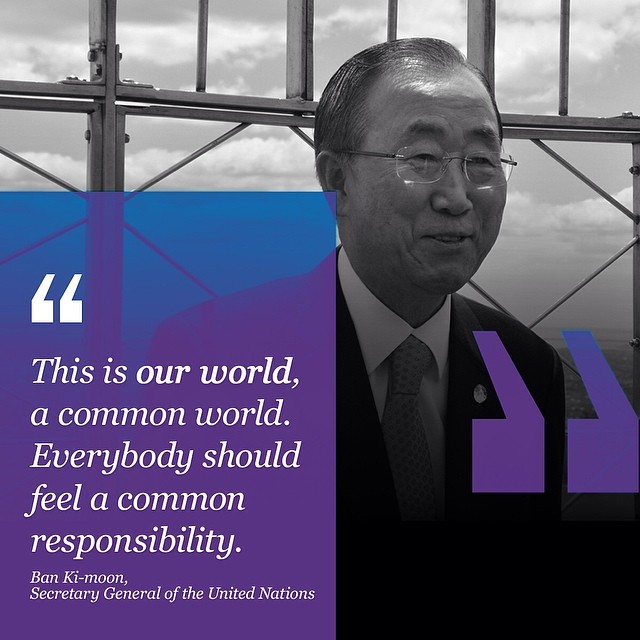 “
This is our world,
a common world.
Everybody should
feel a common
responsibility.
Ban Ki-moon,
Secretary General of the United Nations
”